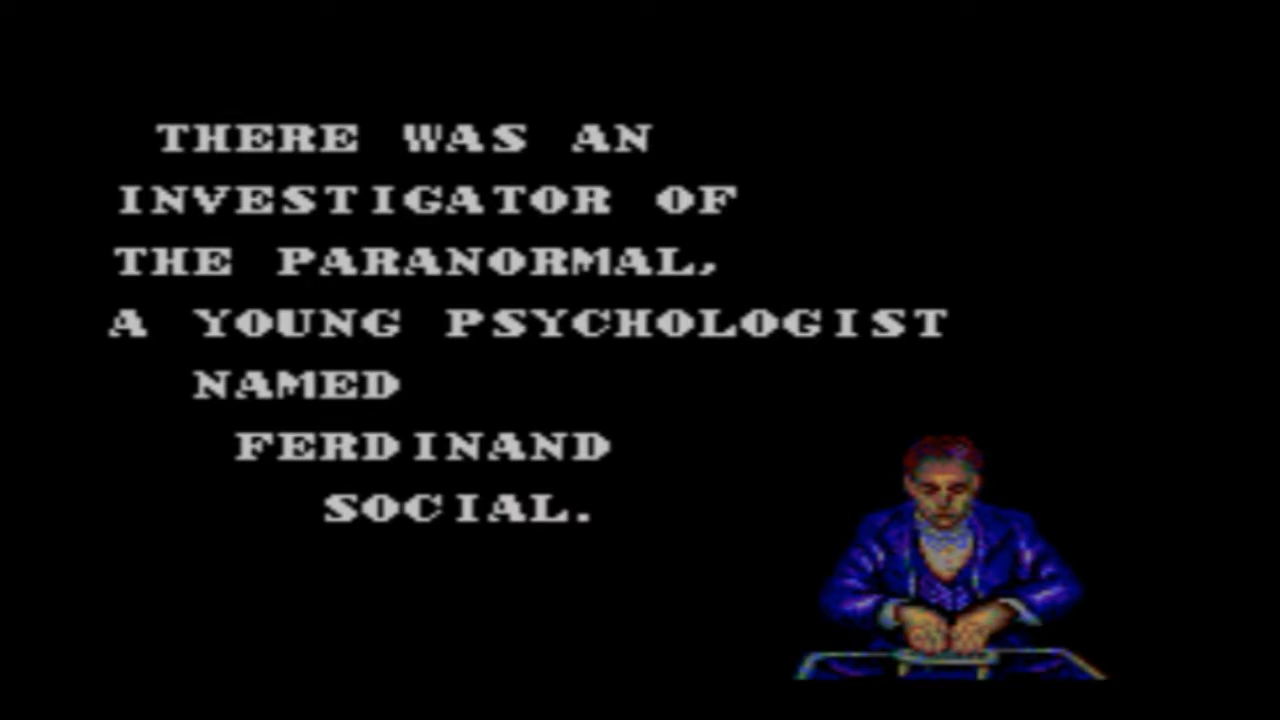 THERE WAS AN
INVESTIGATOR OF
THE PARANORMAL,
A YOUNG PSYCHOLOGIST
NAMED
FERDINAND
SOCIAL.